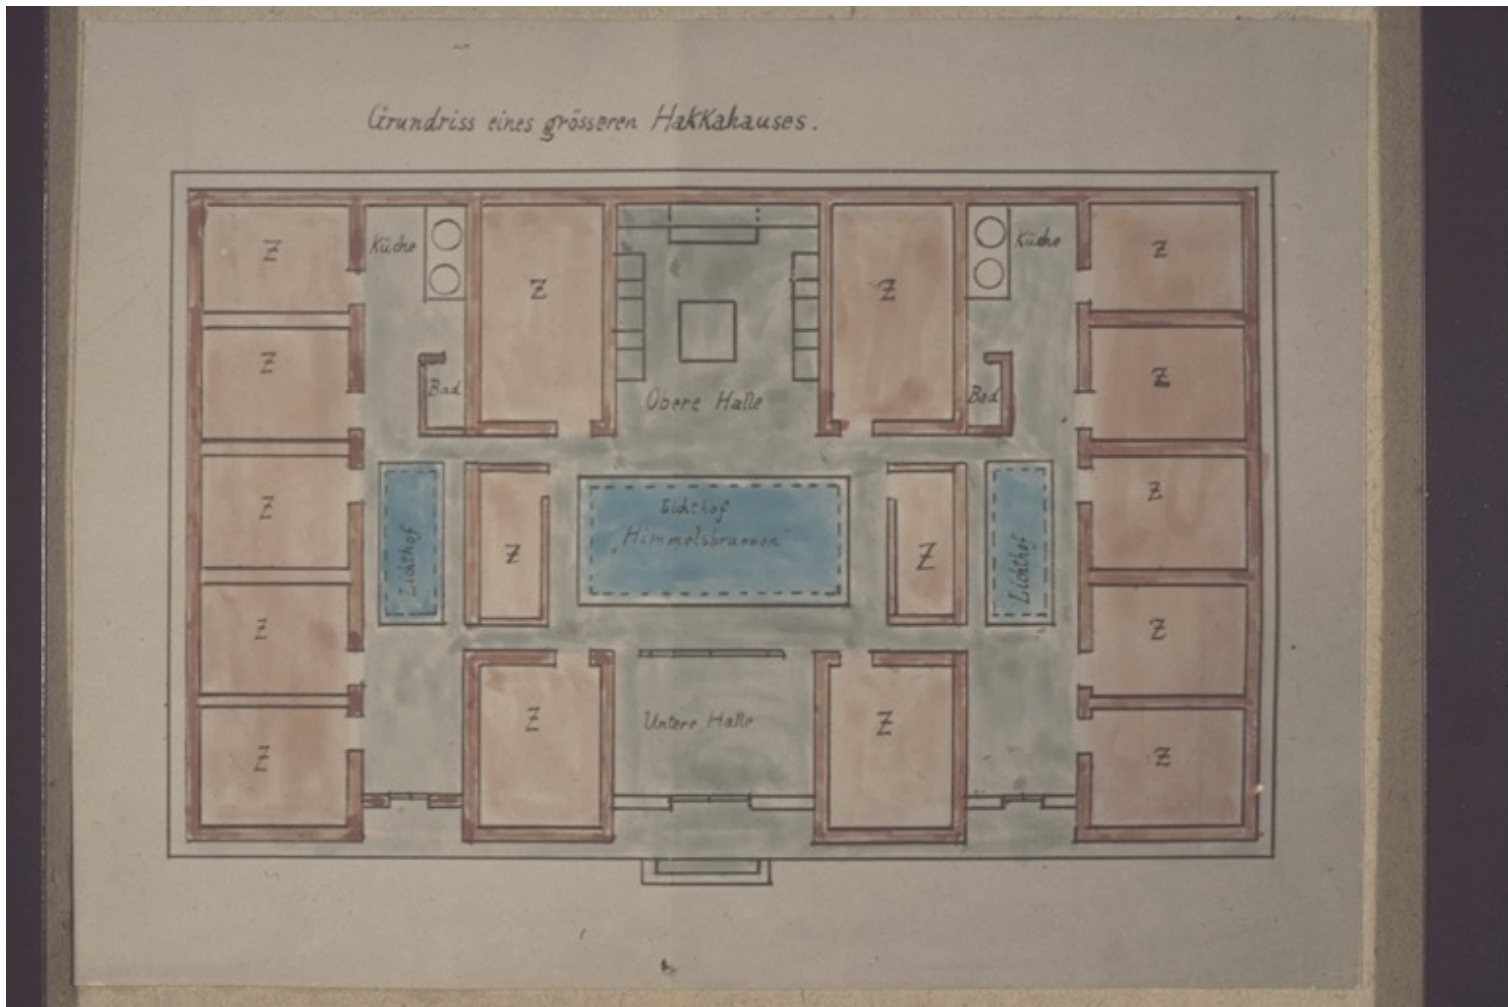 Grundriss eines grösseren Hakkahauses.
Z
Küche
Z
Z
Küche
Z
Z
Bad
Obere Halle
Bad
Z
Z
Lichthof
Z
Lichthof
„Himmelsbrunnen“
Z
Lichthof
Z
Z
Z
Z
Untere Halle
Z
Z
Z